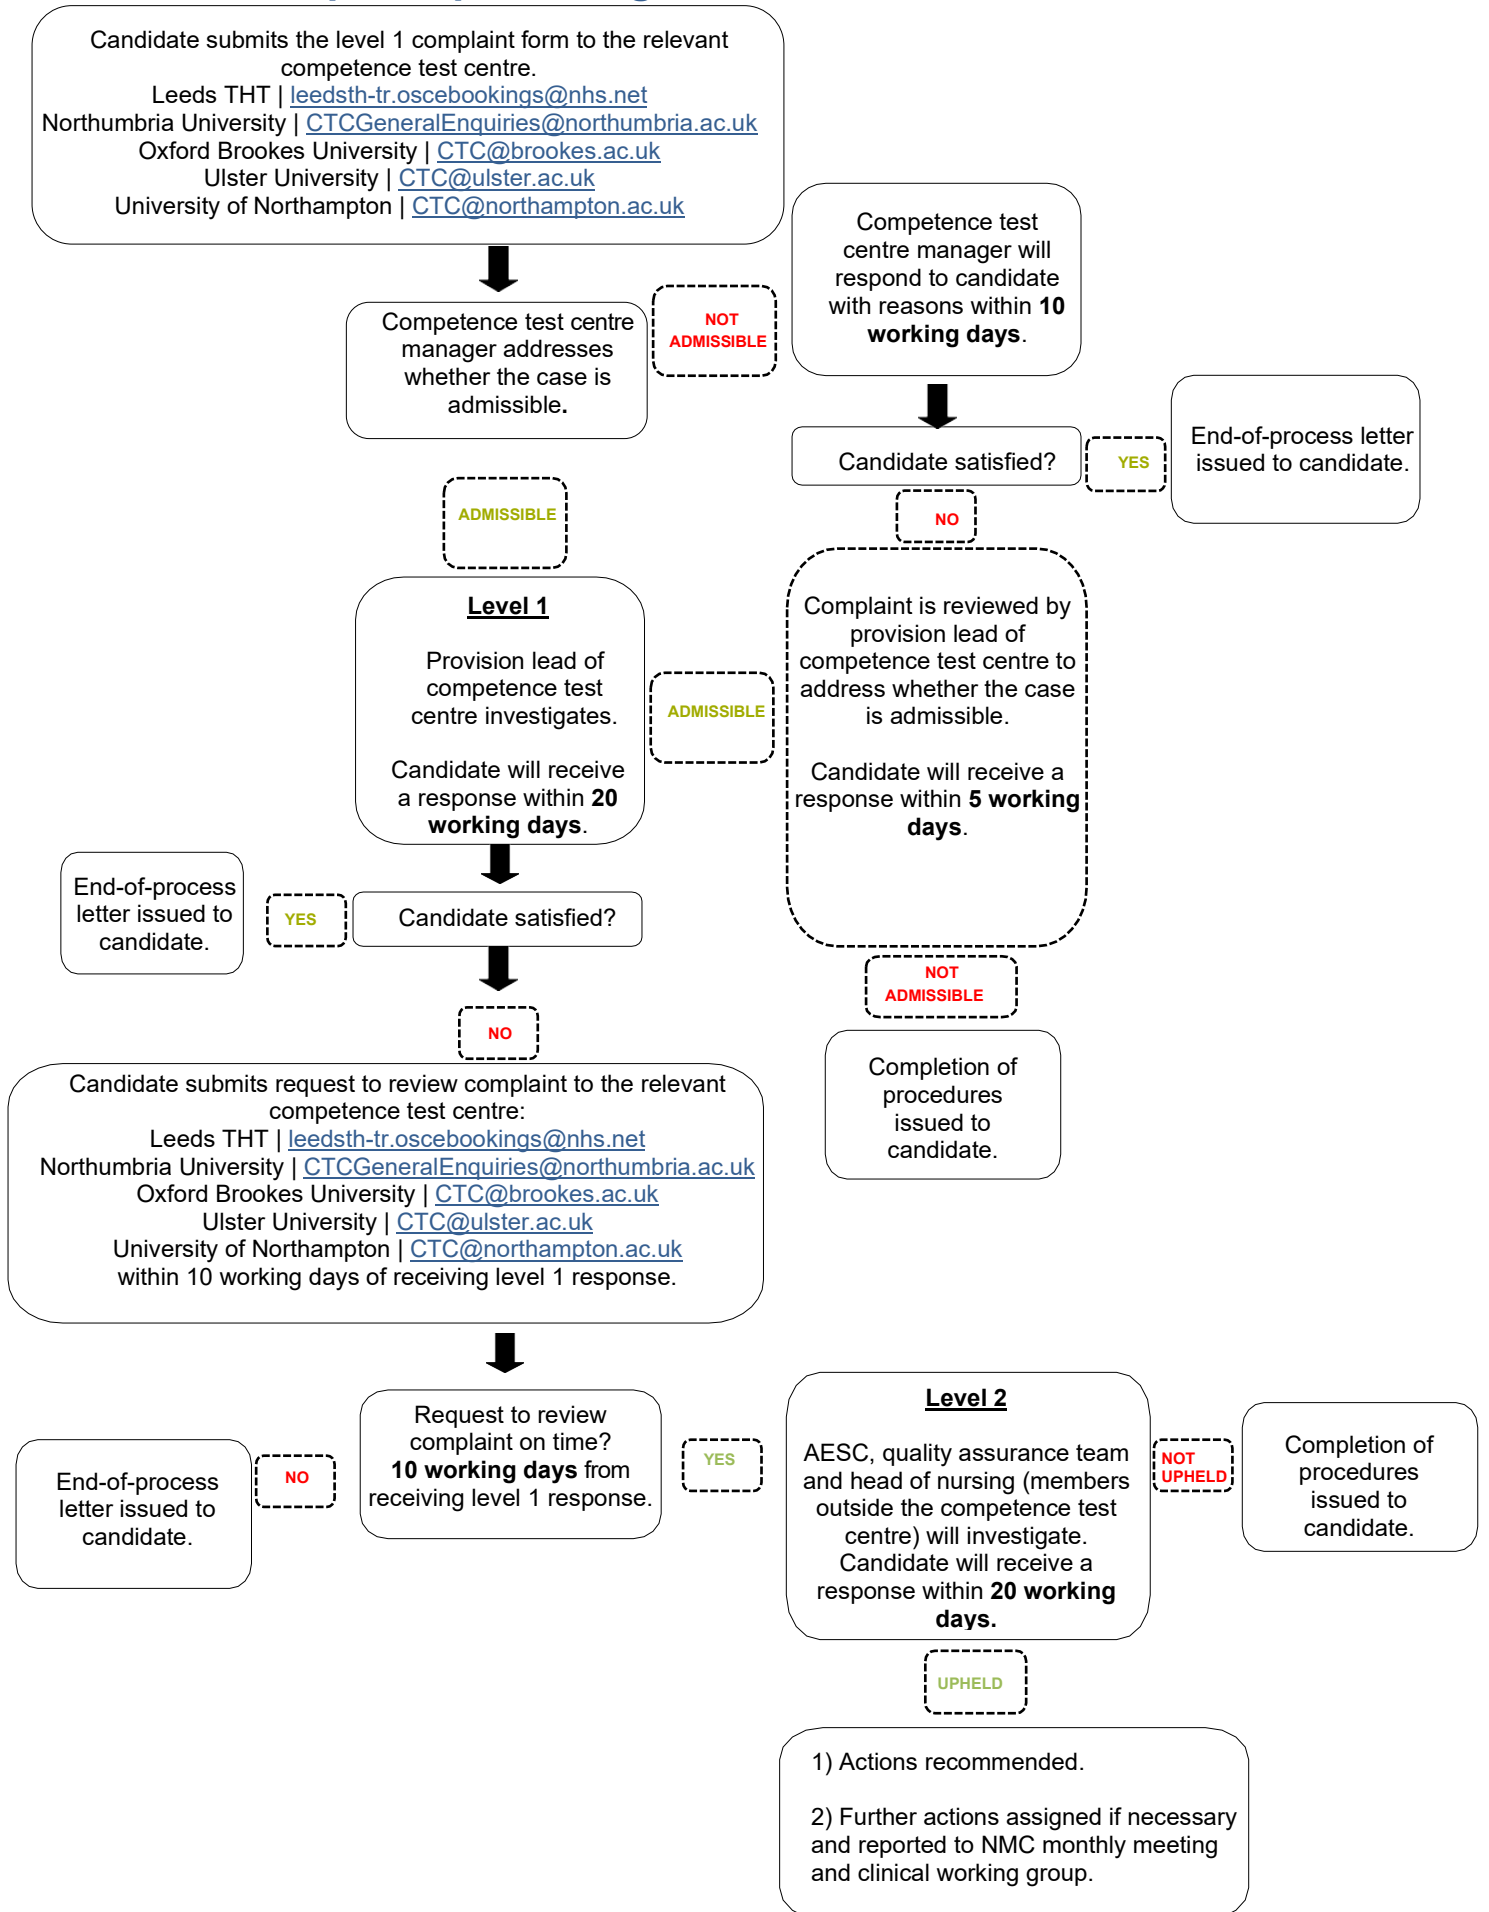 Candidate submits the level 1 complaint form to the relevant
competence test centre.
Leeds THT | leedsth-tr.oscebookings@nhs.net
Northumbria University | CTCGeneralEnquiries@northumbria.ac.uk
Oxford Brookes University | CTC@brookes.ac.uk
Ulster University | CTC@ulster.ac.uk
University of Northampton | CTC@northampton.ac.uk
Competence test
centre manager will
respond to candidate
with reasons within 10
working days.
Competence test centre
manager addresses
whether the case is
admissible.
NOT
ADMISSIBLE
Candidate satisfied?
YES
End-of-process letter
issued to candidate.
ADMISSIBLE
NO
Level 1
Provision lead of
competence test
centre investigates.
Candidate will receive
a response within 20
working days.
ADMISSIBLE
Complaint is reviewed by
provision lead of
competence test centre to
address whether the case
is admissible.
Candidate will receive a
response within 5 working
days.
End-of-process
letter issued to
candidate.
YES
Candidate satisfied?
NOT
ADMISSIBLE
NO
Completion of
procedures
issued to
candidate.
Candidate submits request to review complaint to the relevant
competence test centre:
Leeds THT | leedsth-tr.oscebookings@nhs.net
Northumbria University | CTCGeneralEnquiries@northumbria.ac.uk
Oxford Brookes University | CTC@brookes.ac.uk
Ulster University | CTC@ulster.ac.uk
University of Northampton | CTC@northampton.ac.uk
within 10 working days of receiving level 1 response.
Request to review
complaint on time?
10 working days from
receiving level 1 response.
NO
End-of-process
letter issued to
candidate.
YES
Level 2
AESC, quality assurance team
and head of nursing (members
outside the competence test
centre) will investigate.
Candidate will receive a
response within 20 working
days.
NOT
UPHELD
Completion of
procedures
issued to
candidate.
UPHELD
1) Actions recommended.
2) Further actions assigned if necessary
and reported to NMC monthly meeting
and clinical working group.